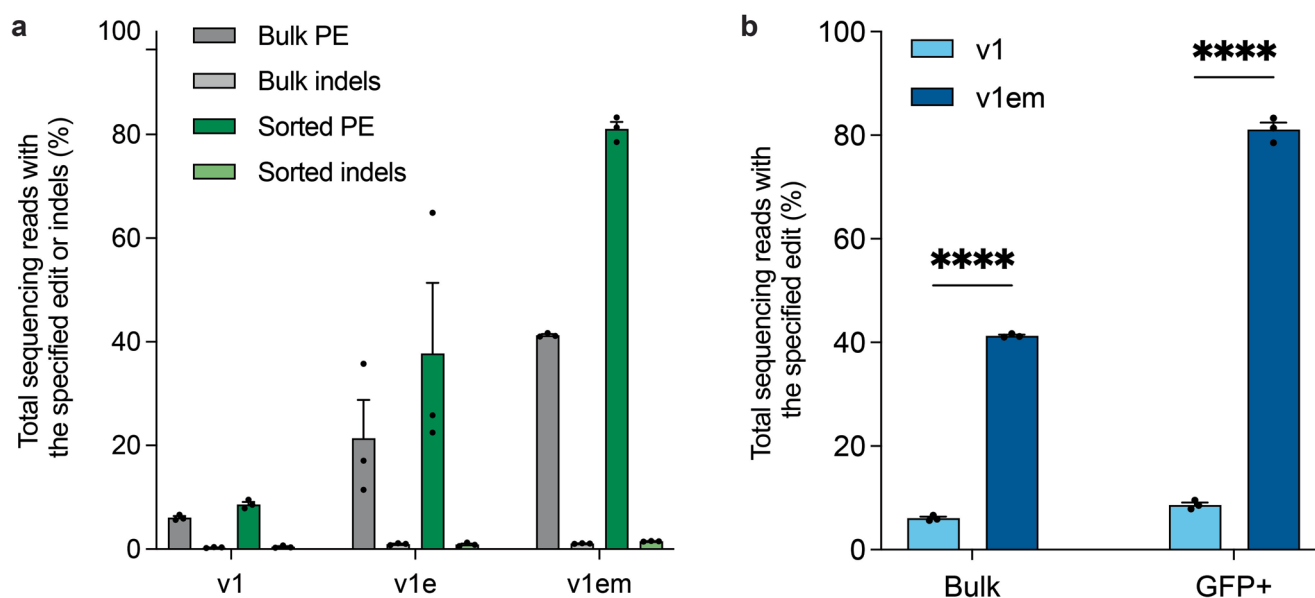 a
Total sequencing reads with
the specified edit or indels (%)
100
80
60
40
20
0
Bulk PE
Bulk indels
Sorted PE
Sorted indels
v1
v1e
v1em
b
Total sequencing reads with
the specified edit (%)
100
80
60
40
20
0
v1
v1em
****
****
Bulk
GFP+